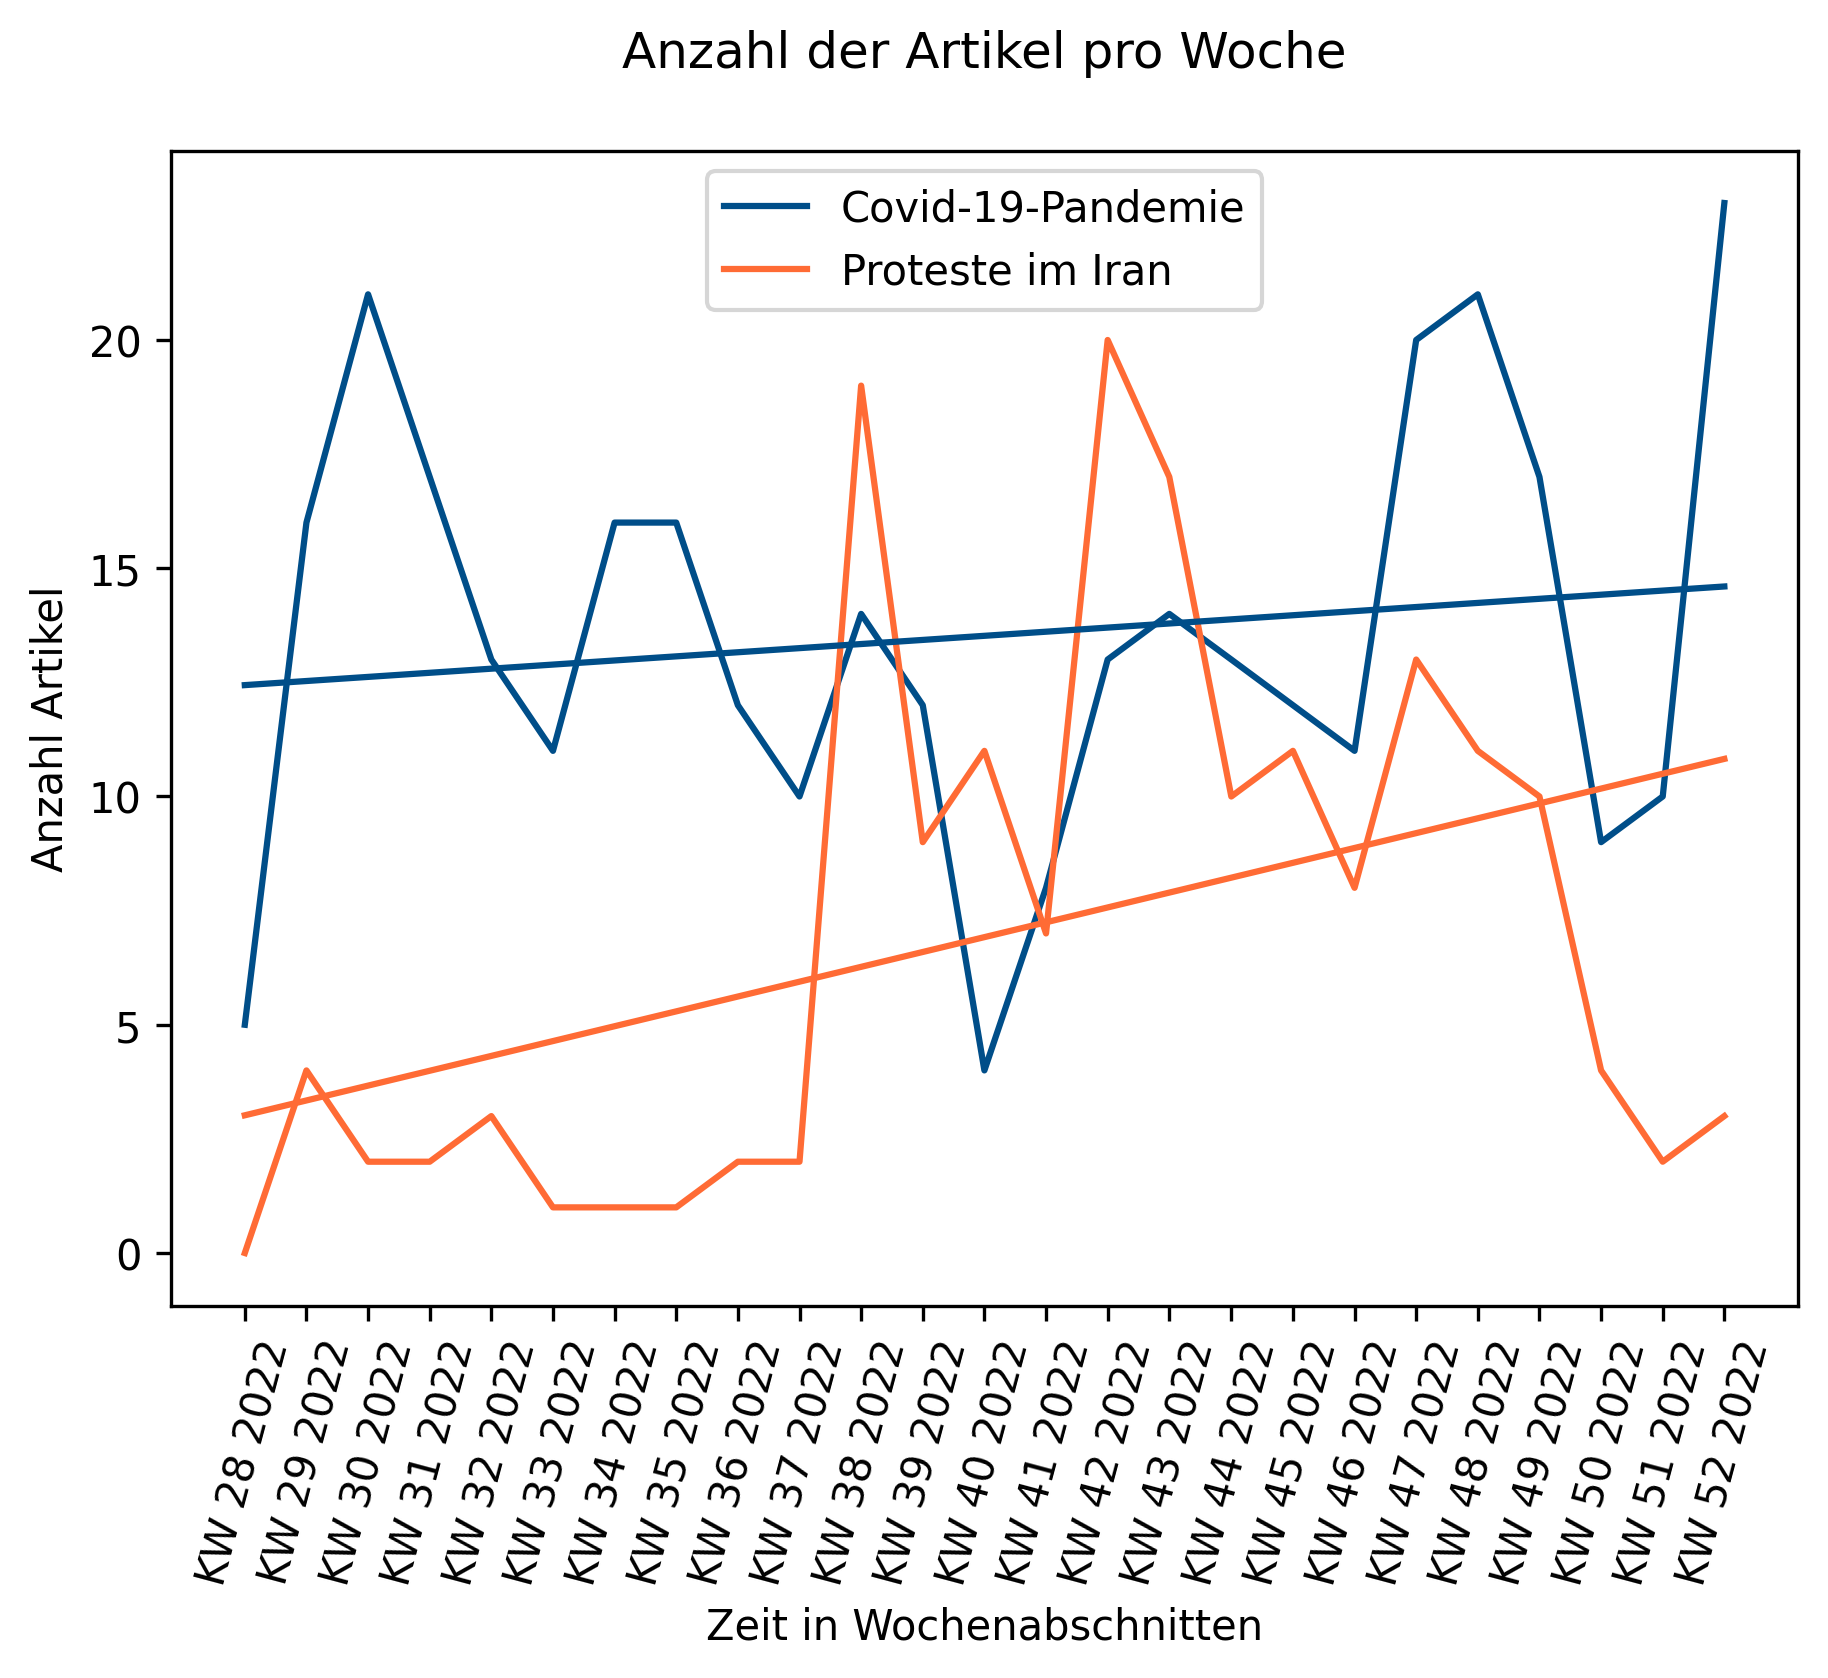 Anzahl der Artikel pro Woche
Covid-19-Pandemie
Proteste im Iran
Anzahl Artikel
20
15
10
5
0
KW 28 2022
KW 29 2022
KW 30 2022
KW 31 2022
KW 32 2022
KW 33 2022
KW 34 2022
KW 35 2022
KW 36 2022
KW 37 2022
KW 38 2022
KW 39 2022
KW 40 2022
KW 41 2022
KW 42 2022
KW 43 2022
KW 44 2022
KW 45 2022
KW 46 2022
KW 47 2022
KW 48 2022
KW 49 2022
KW 50 2022
KW 51 2022
KW 52 2022
Zeit in Wochenabschnitten